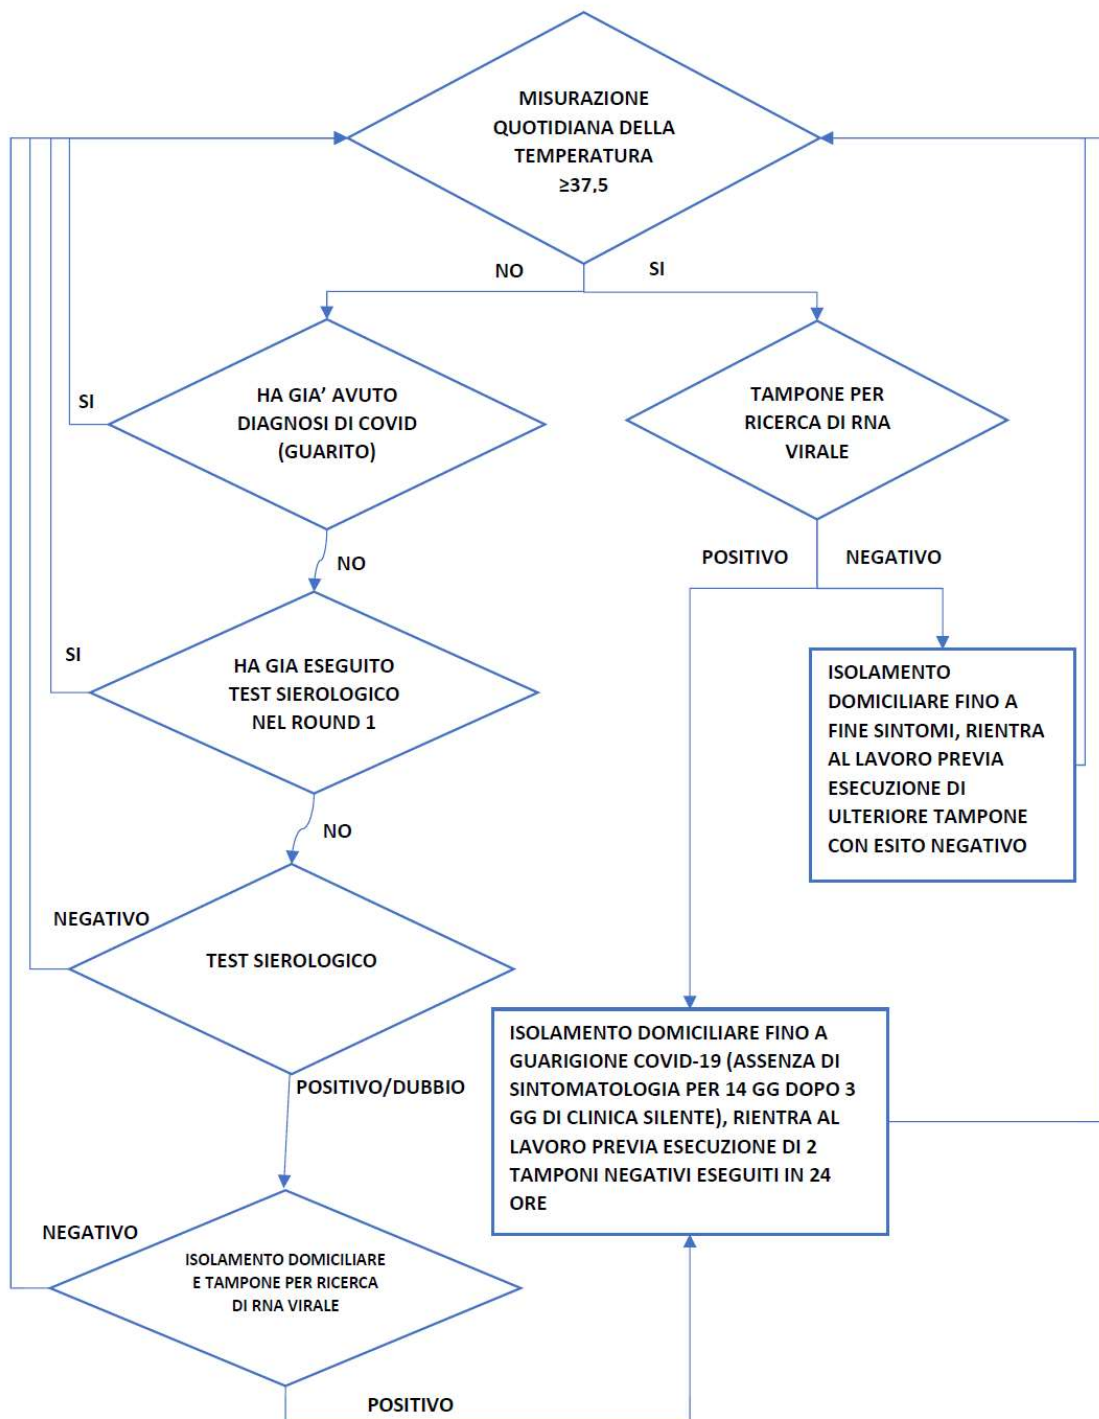 MISURAZIONE
QUOTIDIANA DELLA
TEMPERATURA
≥37,5
NO
SI
HA GIA’ AVUTO
DIAGNOSI DI COVID
(GUARITO)
SI
TAMPONE PER
RICERCA DI RNA
VIRALE
NO
POSITIVO
NEGATIVO
HA GIA ESEGUITO
TEST SIEROLOGICO
NEL ROUND 1
SI
ISOLAMENTO
DOMICILIARE FINO A
FINE SINTOMI, RIENTRA
AL LAVORO PREVIA
ESECUZIONE DI
ULTERIORE TAMPONE
CON ESITO NEGATIVO
NO
NEGATIVO
TEST SIEROLOGICO
POSITIVO/DUBBIO
ISOLAMENTO DOMICILIARE FINO A
GUARIGIONE COVID-19 (ASSENZA DI
SINTOMATOLOGIA PER 14 GG DOPO 3
GG DI CLINICA SILENTE), RIENTRA AL
LAVORO PREVIA ESECUZIONE DI 2
TAMPONI NEGATIVI ESEGUITI IN 24
ORE
NEGATIVO
ISOLAMENTO DOMICILIARE
E TAMPONE PER RICERCA
DI RNA VIRALE
POSITIVO